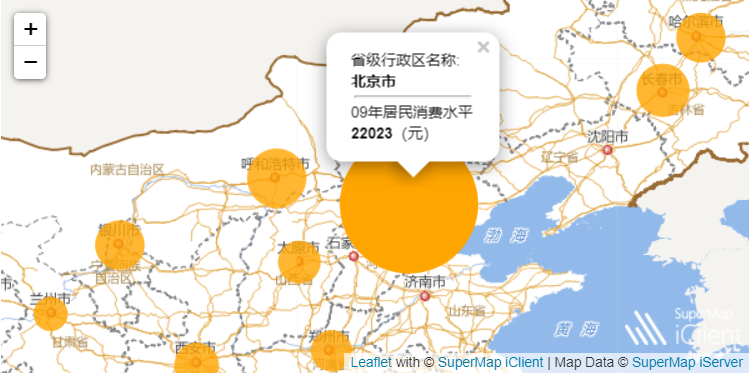 +
−
省级行政区名称:
北京市
09年居民消费水平
22023（元）
×
哈尔滨市
长春市
吉林省
沈阳市
辽宁省
内蒙古自治区
呼和浩特市
银川市
自治区
太原市
山西省
石家
渤海
济南市
山东省
兰州市
甘肃省
西安市
郑州市
黄海
SuperMap
iClient
Leaflet with © SuperMap iClient | Map Data © SuperMap iServer